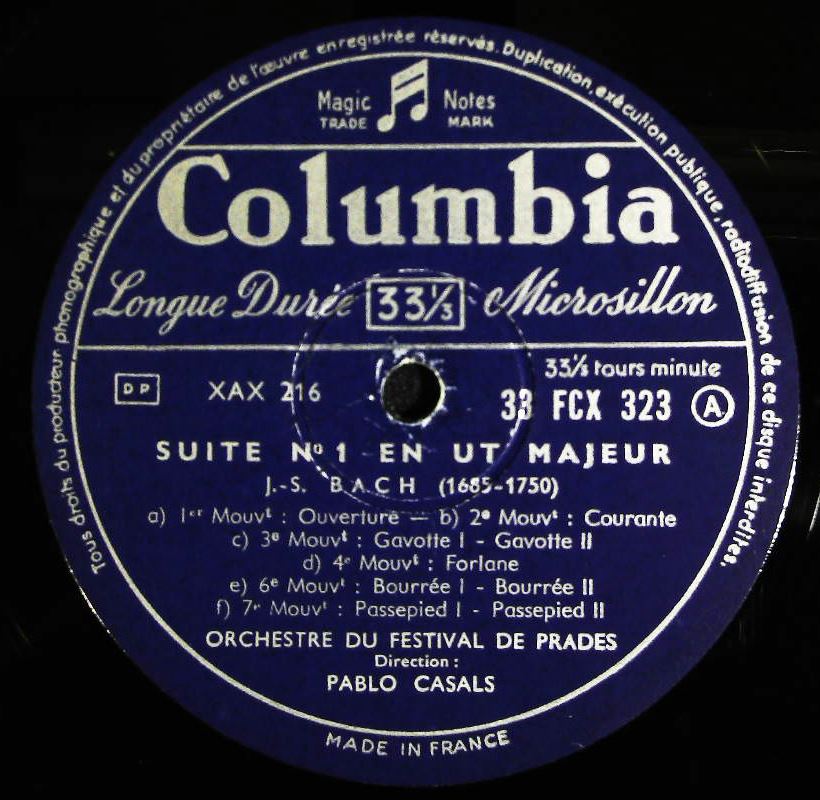 Tous droits du producteur phonographique et du propriétaire de l'œuvre enregistrée réservés. Duplication, exécution publique, radiodiffusion de ce disque interdites.
Magic Notes
TRADE MARK
Columbia
Longue Durée 33⅓ Microsillon
33⅓ tours minute
DP XAX 216 33 FCX 323 A
SUITE Nº 1 EN UT MAJEUR
J.-S. BACH (1685-1750)
a) 1er Mouvt : Ouverture — b) 2e Mouvt : Courante
c) 3e Mouvt : Gavotte I - Gavotte II
d) 4e Mouvt : Forlane
e) 6e Mouvt : Bourrée I - Bourrée II
f) 7e Mouvt : Passepied I - Passepied II
ORCHESTRE DU FESTIVAL DE PRADES
Direction :
PABLO CASALS
MADE IN FRANCE